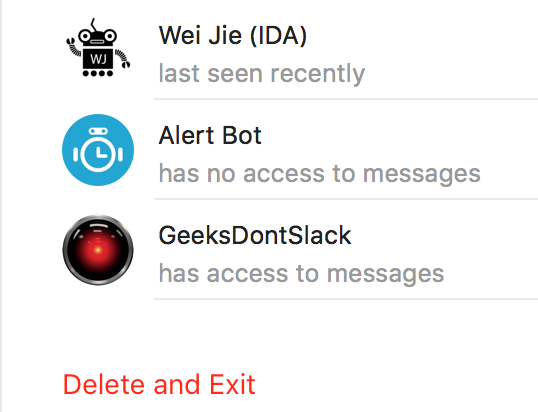 WJ
Wei Jie (IDA)
last seen recently
Alert Bot
has no access to messages
GeeksDontSlack
has access to messages
Delete and Exit